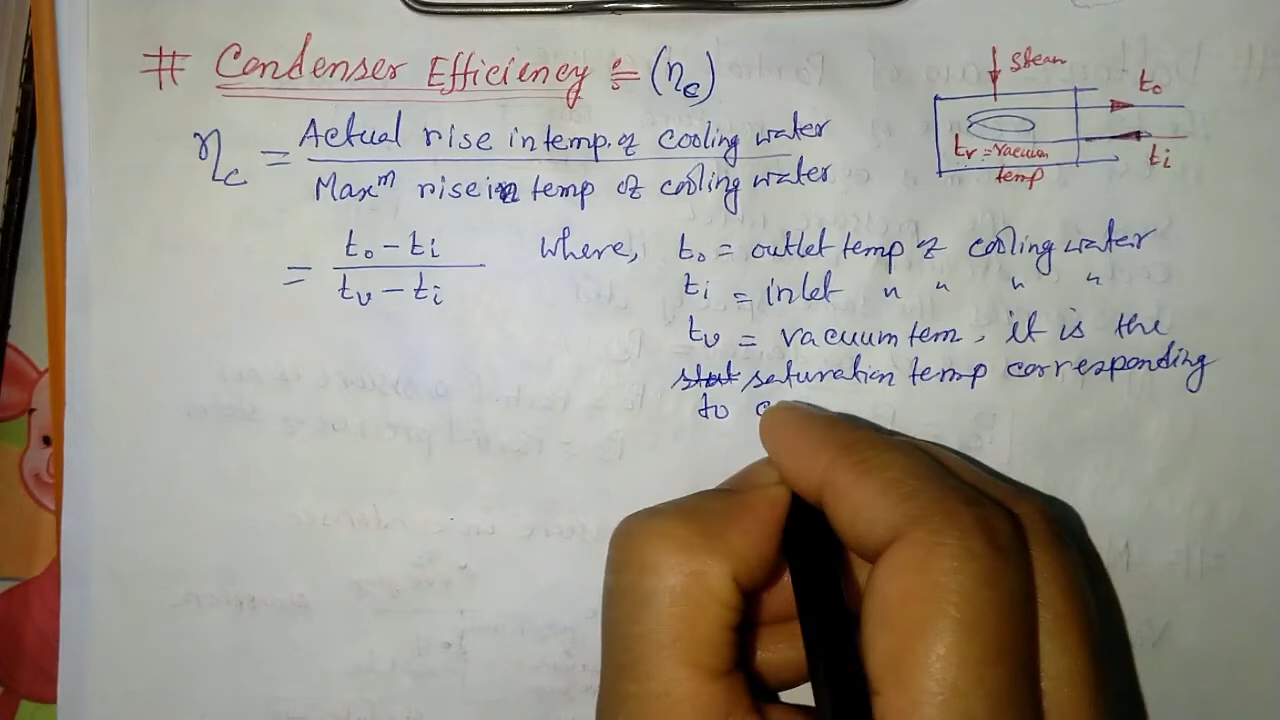 # Condenser Efficiency :- (ηc)
ηc = Actual rise in temp. of cooling water
Max^m rise in temp of cooling water
= to - ti
tv - ti
where, to = outlet temp of cooling water
ti = inlet " " " "
tv = vacuum tem, it is the
saturation temp corresponding
to
steam
to
tv = vacuum
temp
ti